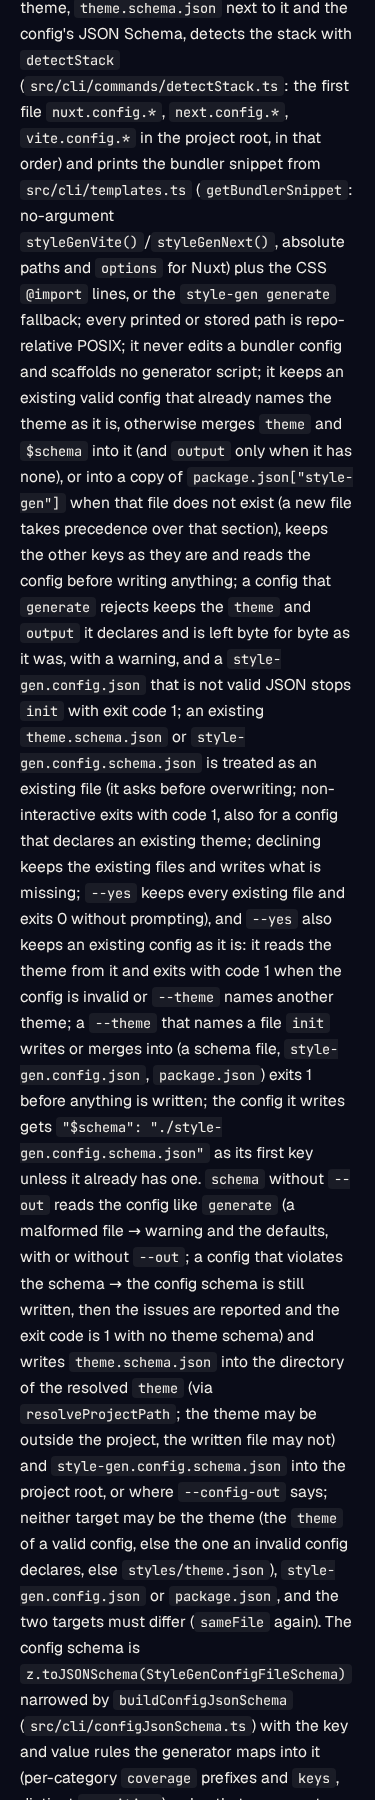 theme, theme.schema.json next to it and the
config's JSON Schema, detects the stack with
detectStack
(src/cli/commands/detectStack.ts: the first
file nuxt.config.*, next.config.*,
vite.config.* in the project root, in that
order) and prints the bundler snippet from
src/cli/templates.ts (getBundlerSnippet:
no-argument
styleGenVite()/styleGenNext(), absolute
paths and options for Nuxt) plus the CSS
@import lines, or the style-gen generate
fallback; every printed or stored path is repo-
relative POSIX; it never edits a bundler config
and scaffolds no generator script; it keeps an
existing valid config that already names the
theme as it is, otherwise merges theme and
$schema into it (and output only when it has
none), or into a copy of package.json["style-
gen"] when that file does not exist (a new file
takes precedence over that section), keeps
the other keys as they are and reads the
config before writing anything; a config that
generate rejects keeps the theme and
output it declares and is left byte for byte as
it was, with a warning, and a style-
gen.config.json that is not valid JSON stops
init with exit code 1; an existing
theme.schema.json or style-
gen.config.schema.json is treated as an
existing file (it asks before overwriting; non-
interactive exits with code 1, also for a config
that declares an existing theme; declining
keeps the existing files and writes what is
missing; --yes keeps every existing file and
exits 0 without prompting), and --yes also
keeps an existing config as it is: it reads the
theme from it and exits with code 1 when the
config is invalid or --theme names another
theme; a --theme that names a file init
writes or merges into (a schema file, style-
gen.config.json, package.json) exits 1
before anything is written; the config it writes
gets "$schema": "./style-
gen.config.schema.json" as its first key
unless it already has one. schema without --
out reads the config like generate (a
malformed file → warning and the defaults,
with or without --out; a config that violates
the schema → the config schema is still
written, then the issues are reported and the
exit code is 1 with no theme schema) and
writes theme.schema.json into the directory
of the resolved theme (via
resolveProjectPath; the theme may be
outside the project, the written file may not)
and style-gen.config.schema.json into the
project root, or where --config-out says;
neither target may be the theme (the theme
of a valid config, else the one an invalid config
declares, else styles/theme.json), style-
gen.config.json or package.json, and the
two targets must differ (sameFile again). The
config schema is
z.toJSONSchema(StyleGenConfigFileSchema)
narrowed by buildConfigJsonSchema
(src/cli/configJsonSchema.ts) with the key
and value rules the generator maps into it
(per-category coverage prefixes and keys,